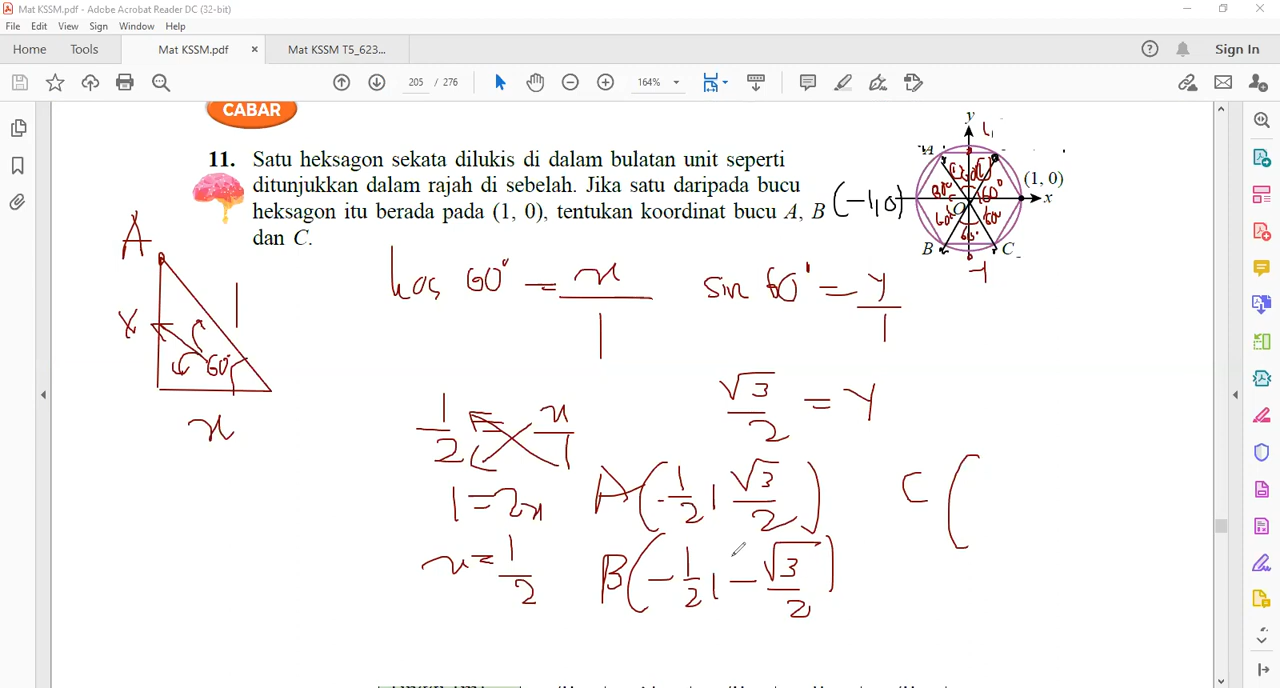 Mat KSSM.pdf - Adobe Acrobat Reader DC (32-bit)
File Edit View Sign Window Help
Home Tools Mat KSSM.pdf × Mat KSSM T5_623... Sign In
205 / 276 164%
CABAR
11. Satu heksagon sekata dilukis di dalam bulatan unit seperti
ditunjukkan dalam rajah di sebelah. Jika satu daripada bucu
heksagon itu berada pada (1, 0), tentukan koordinat bucu A, B
dan C.
y
A
(1, 0)
x
O
(-1, 0)
60° 60°
60°
B C
-1
A
1
y
60°
x
kos 60° = x/1
sin 60° = y/1
1/2 = x/1
√3/2 = y
1 = 2x
x = 1/2
A(-1/2, √3/2)
B(-1/2, -√3/2)
C (